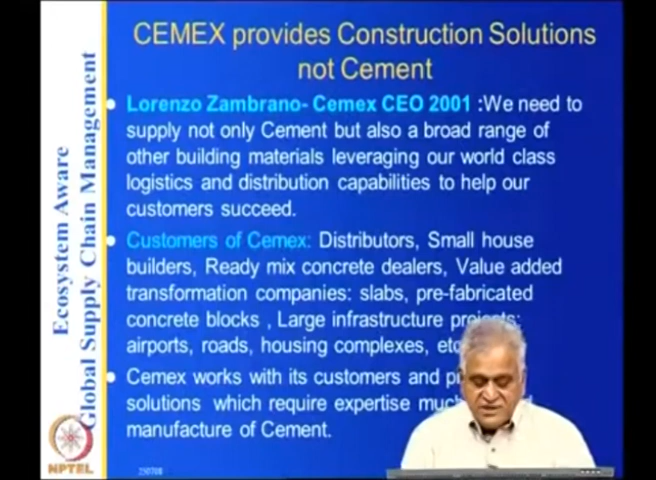 CEMEX provides Construction Solutions
not Cement
Lorenzo Zambrano- Cemex CEO 2001 :We need to
supply not only Cement but also a broad range of
other building materials leveraging our world class
logistics and distribution capabilities to help our
customers succeed.
Customers of Cemex: Distributors, Small house
builders, Ready mix concrete dealers, Value added
transformation companies: slabs, pre-fabricated
concrete blocks , Large infrastructure projects:
airports, roads, housing complexes, etc
Cemex works with its customers and
solutions which require expertise
manufacture of Cement.
Ecosystem Aware
Global Supply Chain Management
NPTEL